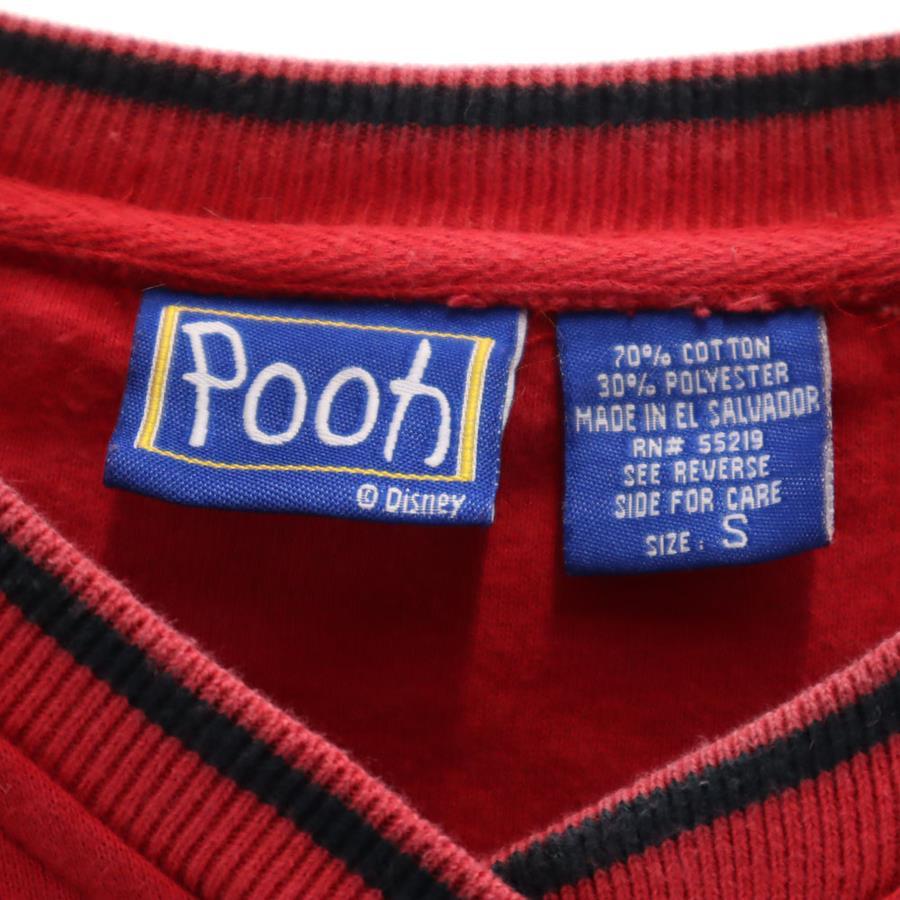 Pooh
© Disney
70% COTTON
30% POLYESTER
MADE IN EL SALVADOR
RN# 55219
SEE REVERSE
SIDE FOR CARE
SIZE : S